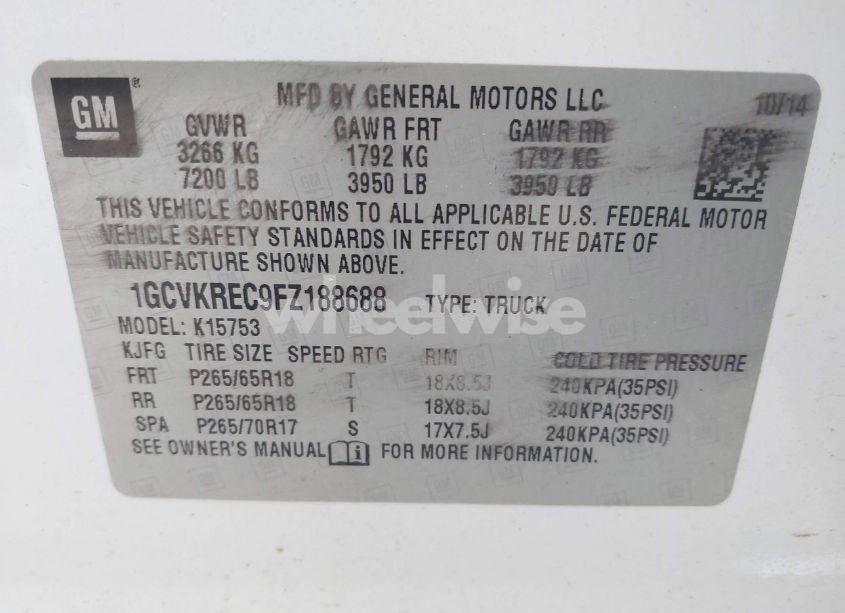 GM
MFD BY GENERAL MOTORS LLC
10/14
GVWR GAWR FRT GAWR RR
3266 KG 1792 KG 1792 KG
7200 LB 3950 LB 3950 LB
THIS VEHICLE CONFORMS TO ALL APPLICABLE U.S. FEDERAL MOTOR
VEHICLE SAFETY STANDARDS IN EFFECT ON THE DATE OF
MANUFACTURE SHOWN ABOVE.
1GCVKREC9FZ188688 TYPE: TRUCK
wheelwise
MODEL: K15753
KJFG TIRE SIZE SPEED RTG RIM COLD TIRE PRESSURE
FRT P265/65R18 T 18X8.5J 240KPA(35PSI)
RR P265/65R18 T 18X8.5J 240KPA(35PSI)
SPA P265/70R17 S 17X7.5J 240KPA(35PSI)
SEE OWNER'S MANUAL FOR MORE INFORMATION.